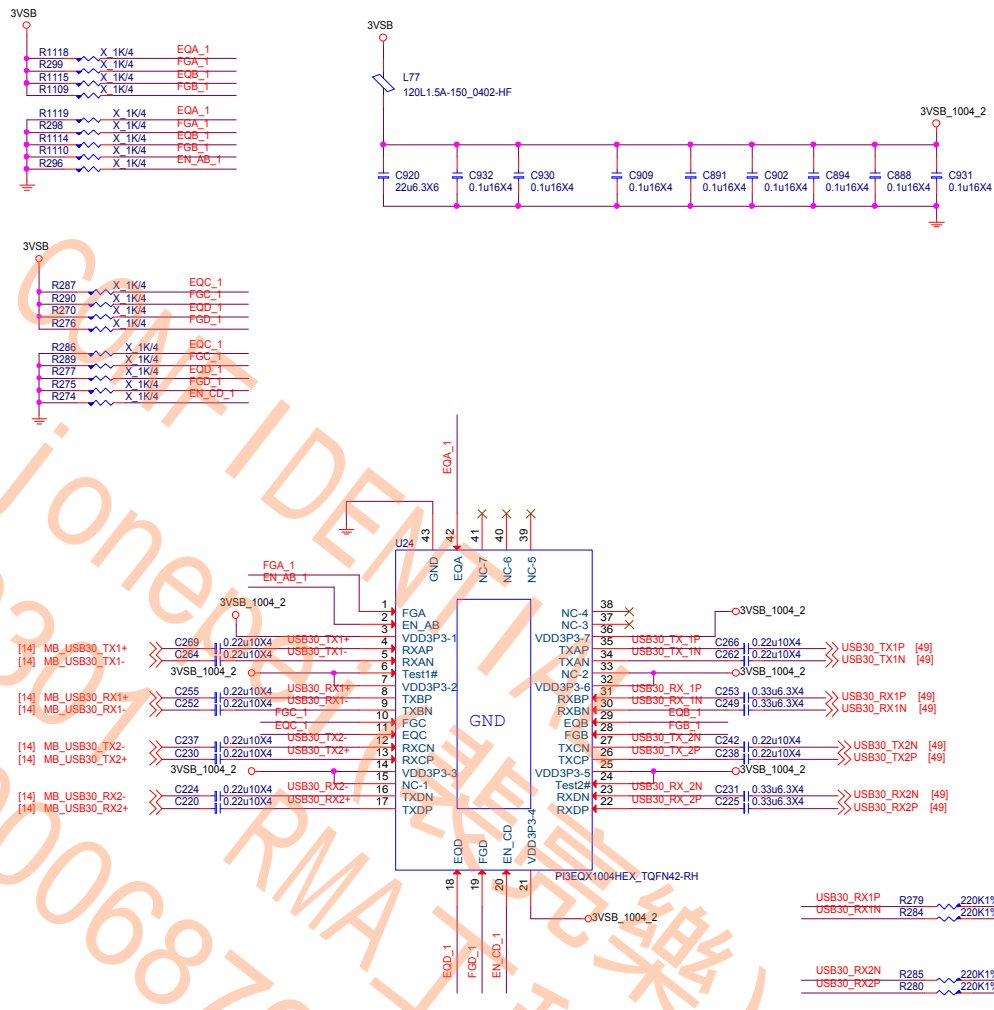 3VSB
R1118 X_1K/4 EQA_1
R299 X_1K/4 FGA_1
R1115 X_1K/4 EQB_1
R1109 X_1K/4 FGB_1
R1119 X_1K/4 EQA_1
R298 X_1K/4 FGA_1
R1114 X_1K/4 EQB_1
R1110 X_1K/4 FGB_1
R296 X_1K/4 EN_AB_1
3VSB
L77
120L1.5A-150_0402-HF
3VSB_1004_2
C920 C932 C930 C909 C891 C902 C894 C888 C931
22u6.3X6 0.1u16X4 0.1u16X4 0.1u16X4 0.1u16X4 0.1u16X4 0.1u16X4 0.1u16X4 0.1u16X4
3VSB
R287 X_1K/4 EQC_1
R290 X_1K/4 FGC_1
R270 X_1K/4 EQD_1
R276 X_1K/4 FGD_1
R286 X_1K/4 EQC_1
R289 X_1K/4 FGC_1
R277 X_1K/4 EQD_1
R275 X_1K/4 FGD_1
R274 X_1K/4 EN_CD_1
EQA_1
43 42 41 40 39
U24
GND EQA NC-7 NC-6 NC-5
FGA_1
EN_AB_1
3VSB_1004_2
1 FGA
2 EN_AB
3 VDD3P3-1
[14] MB_USB30_TX1+ C269 0.22u10X4 USB30_TX1+ 4 RXAP
[14] MB_USB30_TX1- C264 0.22u10X4 USB30_TX1- 5 RXAN
3VSB_1004_2 6 Test1#
7 VDD3P3-2
[14] MB_USB30_RX1+ C255 0.22u10X4 USB30_RX1+ 8 TXBP
[14] MB_USB30_RX1- C252 0.22u10X4 USB30_RX1- 9 TXBN
FGC_1 10 FGC
EQC_1 11 EQC
[14] MB_USB30_TX2- C237 0.22u10X4 USB30_TX2- 12 RXCN
[14] MB_USB30_TX2+ C230 0.22u10X4 USB30_TX2+ 13 RXCP
3VSB_1004_2 14 VDD3P3-3
15 NC-1
[14] MB_USB30_RX2- C224 0.22u10X4 USB30_RX2- 16 TXDN
[14] MB_USB30_RX2+ C220 0.22u10X4 USB30_RX2+ 17 TXDP
GND
NC-4 38
NC-3 37
VDD3P3-7 36 3VSB_1004_2
TXAP 35 USB30_TX_1P C266 0.22u10X4 USB30_TX1P [49]
TXAN 34 USB30_TX_1N C262 0.22u10X4 USB30_TX1N [49]
NC-2 33 3VSB_1004_2
VDD3P3-6 32
RXBP 31 USB30_RX_1P C253 0.33u6.3X4 USB30_RX1P [49]
RXBN 30 USB30_RX_1N C249 0.33u6.3X4 USB30_RX1N [49]
EQB 29 EQB_1
FGB 28 FGB_1
TXCN 27 USB30_TX_2N C242 0.22u10X4 USB30_TX2N [49]
TXCP 26 USB30_TX_2P C238 0.22u10X4 USB30_TX2P [49]
VDD3P3-5 25 3VSB_1004_2
Test2# 24
RXDN 23 USB30_RX_2N C231 0.33u6.3X4 USB30_RX2N [49]
RXDP 22 USB30_RX_2P C225 0.33u6.3X4 USB30_RX2P [49]
EQD FGD EN_CD VDD3P3-4
18 19 20 21
PI3EQX1004HEX_TQFN42-RH
3VSB_1004_2
EQD_1 FGD_1 EN_CD_1
USB30_RX1P R279 220K1%
USB30_RX1N R284 220K1%
USB30_RX2N R285 220K1%
USB30_RX2P R280 220K1%
CONFIDENTIAL